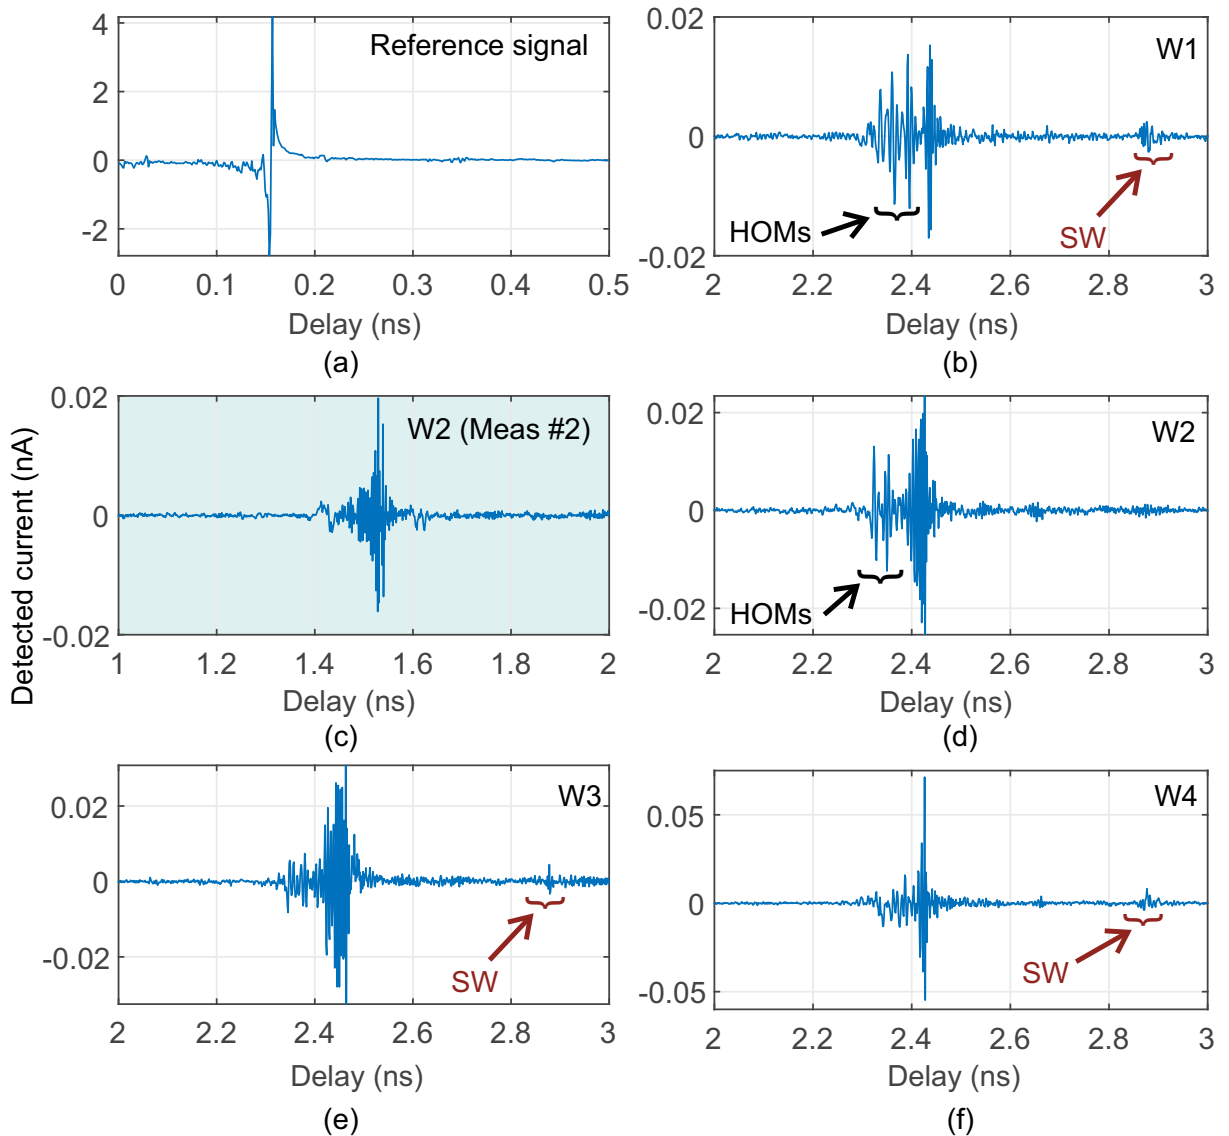 Reference signal
4
2
0
-2
0 0.1 0.2 0.3 0.4 0.5
Delay (ns)
(a)
W1
0.02
0
-0.02
HOMs
SW
2 2.2 2.4 2.6 2.8 3
Delay (ns)
(b)
Detected current (nA)
W2 (Meas #2)
0.02
0
-0.02
1 1.2 1.4 1.6 1.8 2
Delay (ns)
(c)
W2
0.02
0
-0.02
HOMs
2 2.2 2.4 2.6 2.8 3
Delay (ns)
(d)
W3
0.02
0
-0.02
SW
2 2.2 2.4 2.6 2.8 3
Delay (ns)
(e)
W4
0.05
0
-0.05
SW
2 2.2 2.4 2.6 2.8 3
Delay (ns)
(f)